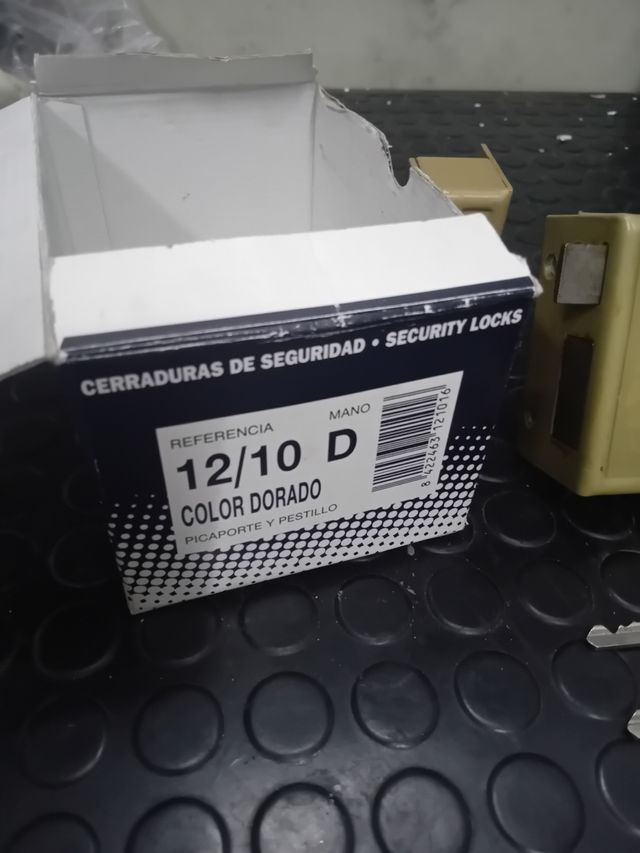 CERRADURAS DE SEGURIDAD • SECURITY LOCKS
REFERENCIA MANO
12/10 D
COLOR DORADO
PICAPORTE Y PESTILLO
8 422463 121016